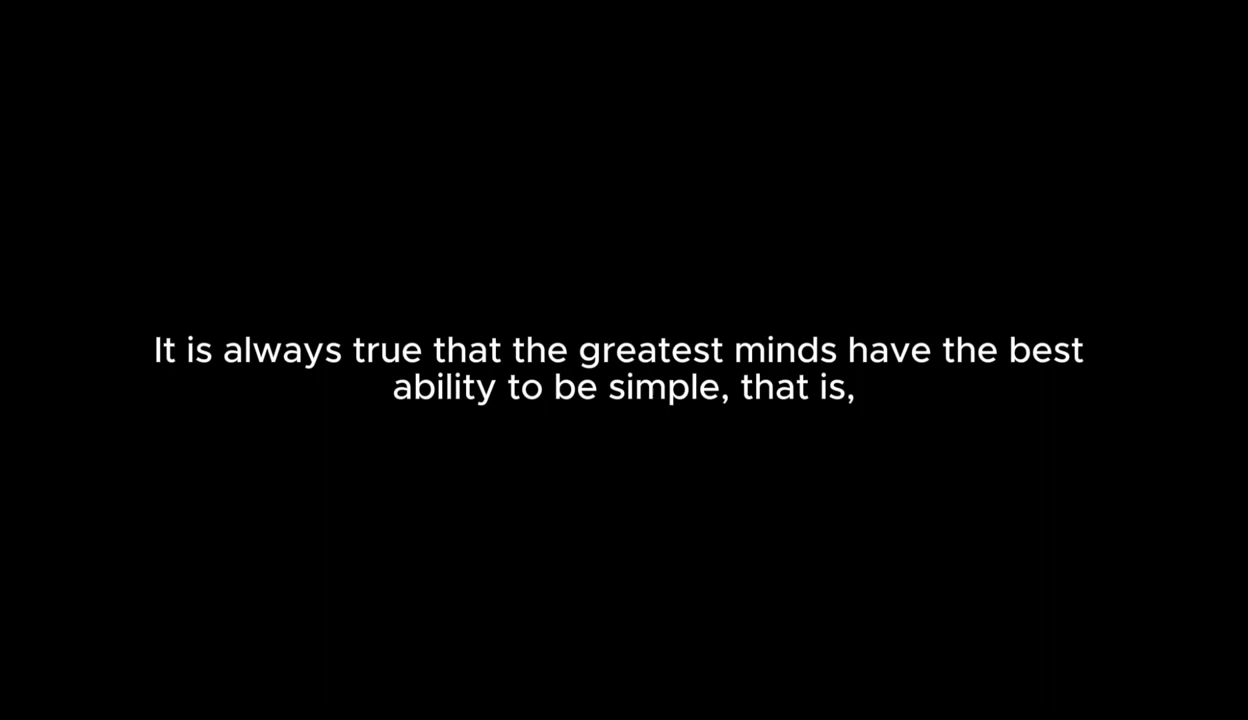 It is always true that the greatest minds have the best
ability to be simple, that is,